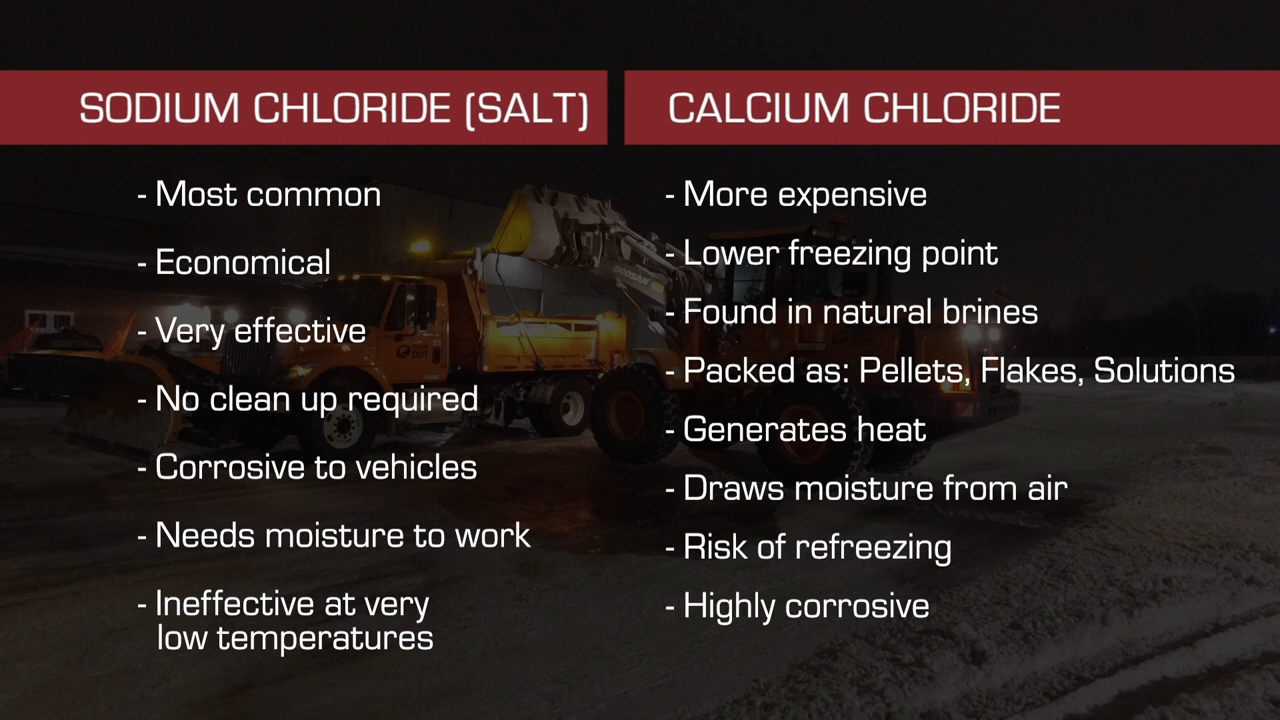 SODIUM CHLORIDE (SALT)
- Most common
- Economical
- Very effective
- No clean up required
- Corrosive to vehicles
- Needs moisture to work
- Ineffective at very
low temperatures
CALCIUM CHLORIDE
- More expensive
- Lower freezing point
- Found in natural brines
- Packed as: Pellets, Flakes, Solutions
- Generates heat
- Draws moisture from air
- Risk of refreezing
- Highly corrosive
DOT